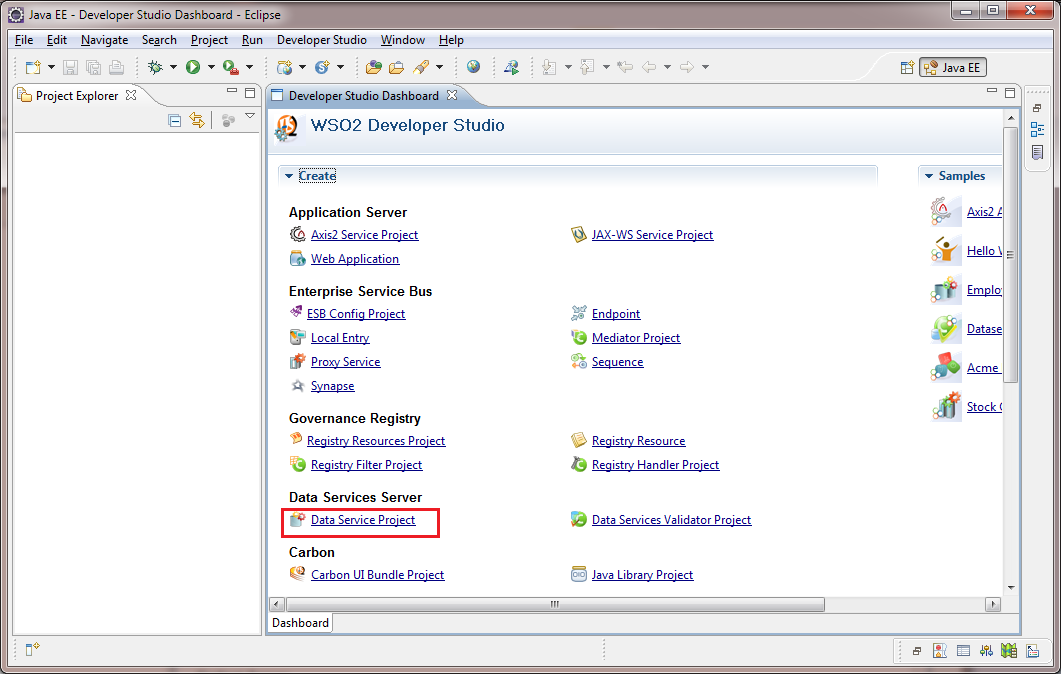 Java EE - Developer Studio Dashboard - Eclipse
File Edit Navigate Search Project Run Developer Studio Window Help
Java EE
Project Explorer
Developer Studio Dashboard
WSO2 Developer Studio
Create
Samples
Application Server
Axis2 Service Project
JAX-WS Service Project
Web Application
Enterprise Service Bus
ESB Config Project
Endpoint
Local Entry
Mediator Project
Proxy Service
Sequence
Synapse
Governance Registry
Registry Resources Project
Registry Resource
Registry Filter Project
Registry Handler Project
Data Services Server
Data Service Project
Data Services Validator Project
Carbon
Carbon UI Bundle Project
Java Library Project
Axis2
Hello
Emplo
Datase
Acme
Stock
Dashboard